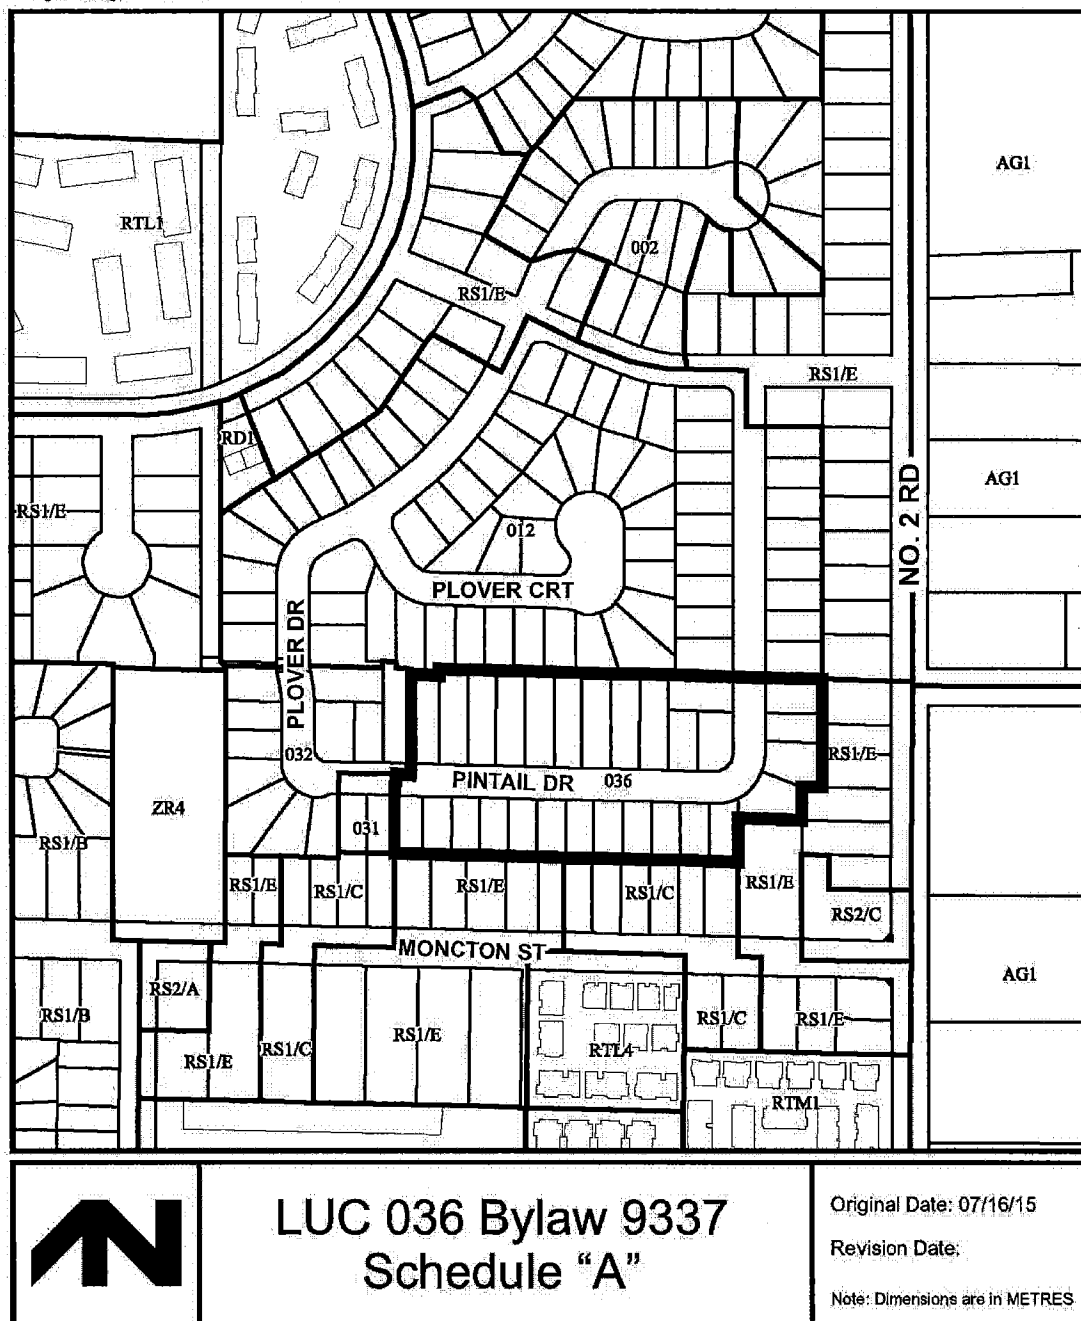 AG1
RTL1
002
RS1/E
RS1/E
RD1
AG1
RS1/E
012
NO. 2 RD
PLOVER CRT
PLOVER DR
032
PINTAIL DR
036
RS1/E
ZR4
031
RS1/B
RS1/E
RS1/C
RS1/E
RS1/C
RS1/E
RS2/C
MONCTON ST
AG1
RS2/A
RS1/B
RS1/E
RS1/C
RS1/E
RTL4
RS1/C
RS1/E
RTM1
LUC 036 Bylaw 9337
Schedule “A”
Original Date: 07/16/15
Revision Date:
Note: Dimensions are in METRES